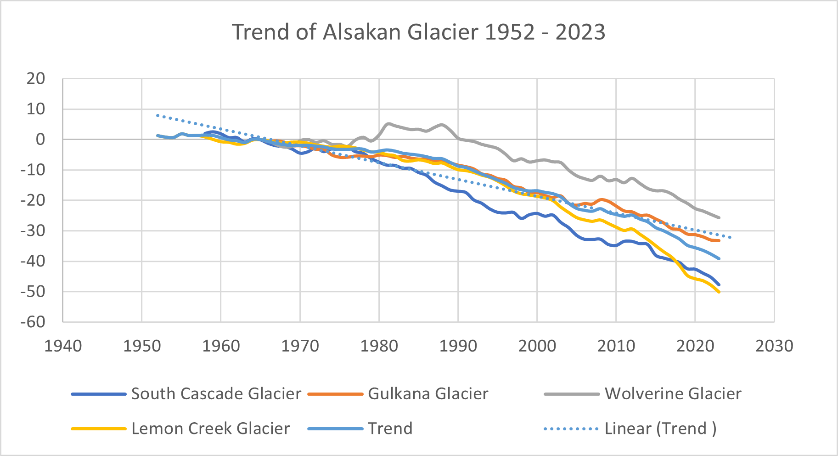 Trend of Alsakan Glacier 1952 - 2023
20
10
0
-10
-20
-30
-40
-50
-60
1940 1950 1960 1970 1980 1990 2000 2010 2020 2030
South Cascade Glacier Gulkana Glacier Wolverine Glacier
Lemon Creek Glacier Trend Linear (Trend )